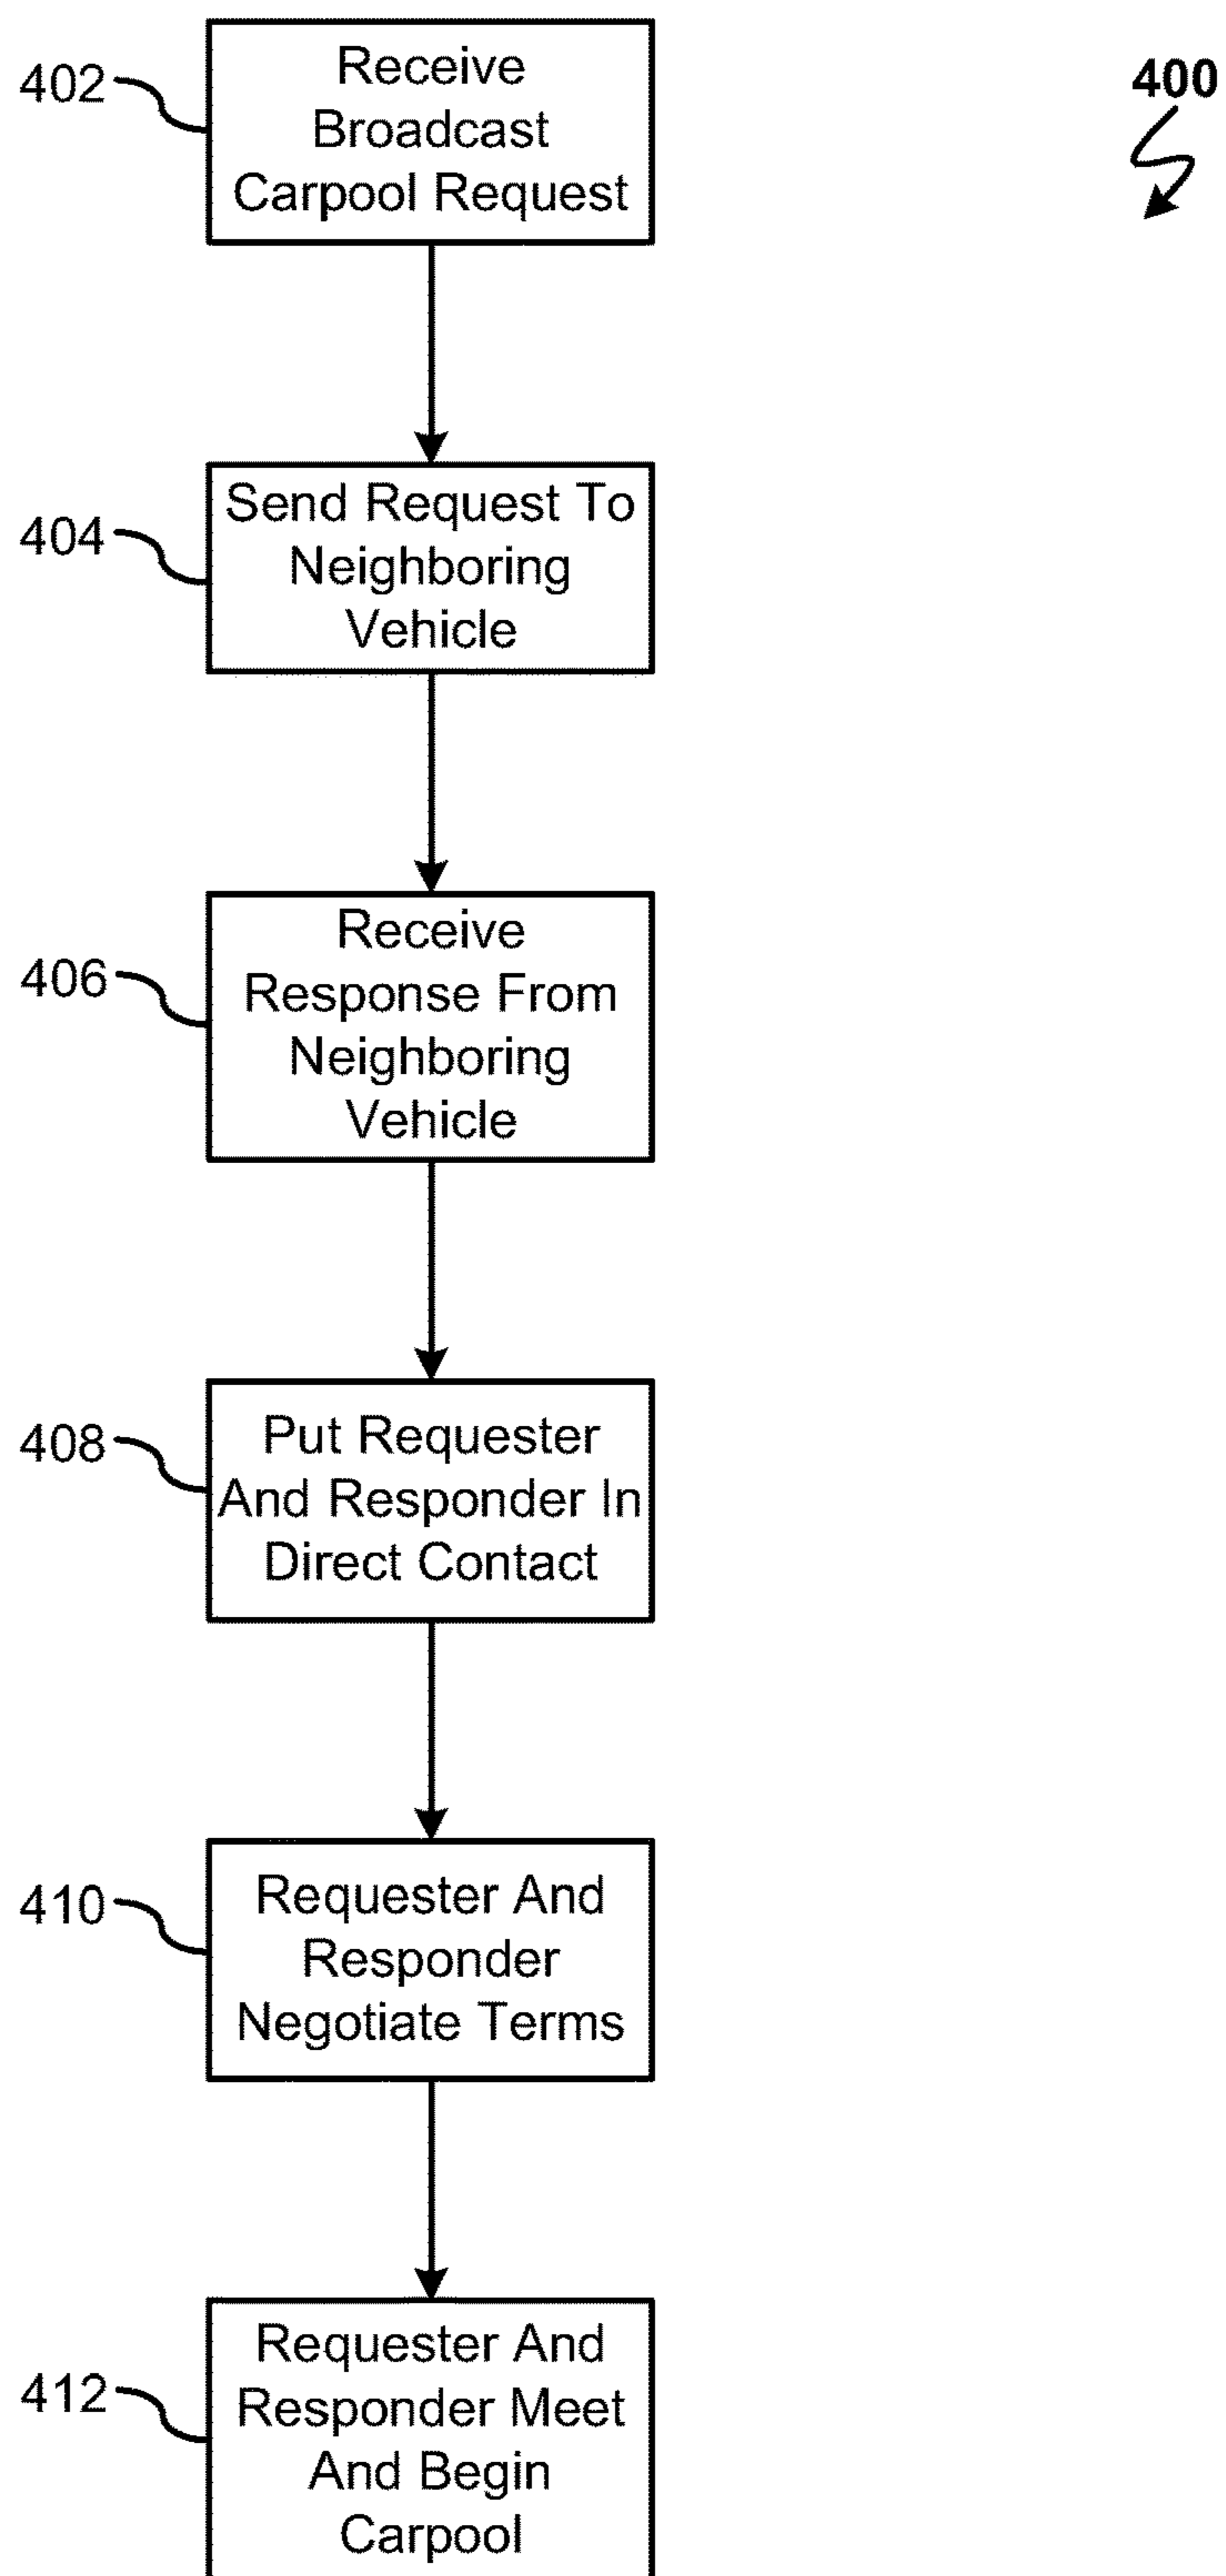 400
402
Receive
Broadcast
Carpool Request
404
Send Request To
Neighboring
Vehicle
406
Receive
Response From
Neighboring
Vehicle
408
Put Requester
And Responder In
Direct Contact
410
Requester And
Responder
Negotiate Terms
412
Requester And
Responder Meet
And Begin
Carpool